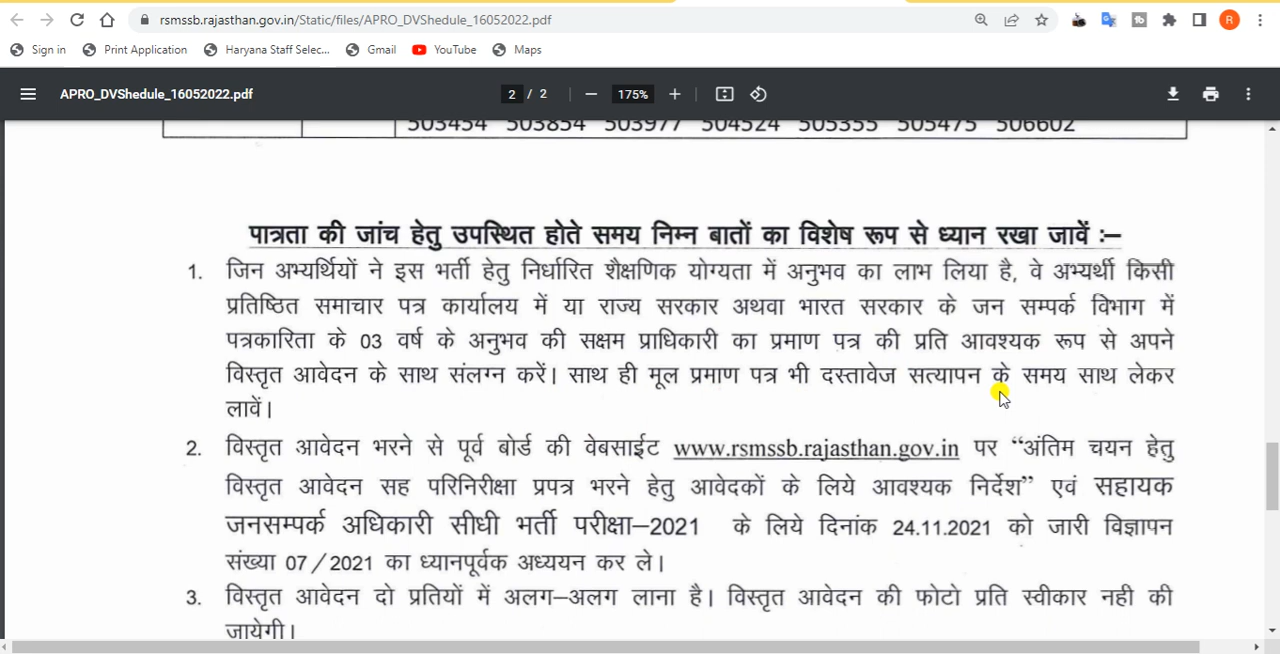 rsmssb.rajasthan.gov.in/Static/files/APRO_DVShedule_16052022.pdf
R
Sign in Print Application Haryana Staff Selec... Gmail YouTube Maps
APRO_DVShedule_16052022.pdf 2 / 2 175%
503454 503854 503977 504524 505355 505475 506602
पात्रता की जांच हेतु उपस्थित होते समय निम्न बातों का विशेष रूप से ध्यान रखा जावें :–
1. जिन अभ्यर्थियों ने इस भर्ती हेतु निर्धारित शैक्षणिक योग्यता में अनुभव का लाभ लिया है, वे अभ्यर्थी किसी
प्रतिष्ठित समाचार पत्र कार्यालय में या राज्य सरकार अथवा भारत सरकार के जन सम्पर्क विभाग में
पत्रकारिता के 03 वर्ष के अनुभव की सक्षम प्राधिकारी का प्रमाण पत्र की प्रति आवश्यक रूप से अपने
विस्तृत आवेदन के साथ संलग्न करें। साथ ही मूल प्रमाण पत्र भी दस्तावेज सत्यापन के समय साथ लेकर
लावें।
2. विस्तृत आवेदन भरने से पूर्व बोर्ड की वेबसाईट www.rsmssb.rajasthan.gov.in पर “अंतिम चयन हेतु
विस्तृत आवेदन सह परिनिरीक्षा प्रपत्र भरने हेतु आवेदकों के लिये आवश्यक निर्देश” एवं सहायक
जनसम्पर्क अधिकारी सीधी भर्ती परीक्षा–2021 के लिये दिनांक 24.11.2021 को जारी विज्ञापन
संख्या 07/2021 का ध्यानपूर्वक अध्ययन कर ले।
3. विस्तृत आवेदन दो प्रतियों में अलग–अलग लाना है। विस्तृत आवेदन की फोटो प्रति स्वीकार नही की
जायेगी।